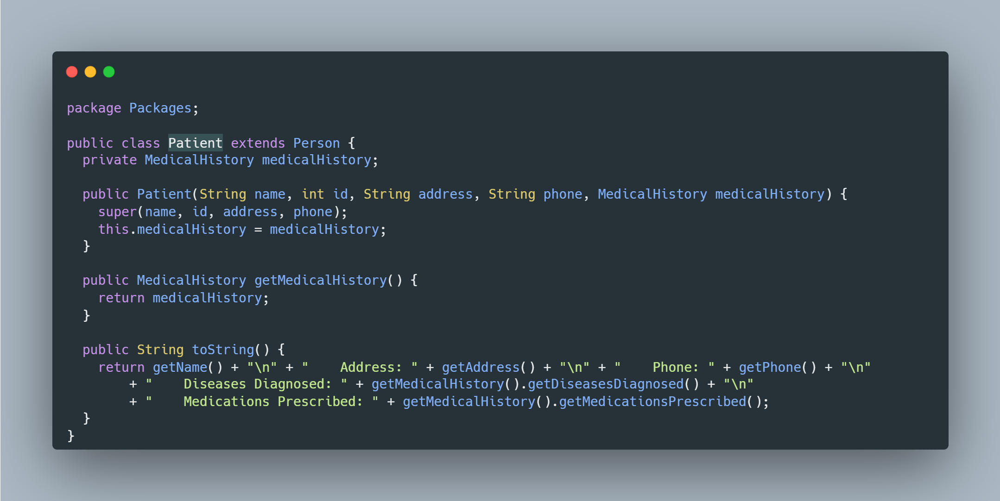 package Packages;

public class Patient extends Person {
  private MedicalHistory medicalHistory;

  public Patient(String name, int id, String address, String phone, MedicalHistory medicalHistory) {
    super(name, id, address, phone);
    this.medicalHistory = medicalHistory;
  }

  public MedicalHistory getMedicalHistory() {
    return medicalHistory;
  }

  public String toString() {
    return getName() + "\n" + "    Address: " + getAddress() + "\n" + "    Phone: " + getPhone() + "\n"
        + "    Diseases Diagnosed: " + getMedicalHistory().getDiseasesDiagnosed() + "\n"
        + "    Medications Prescribed: " + getMedicalHistory().getMedicationsPrescribed();
  }
}